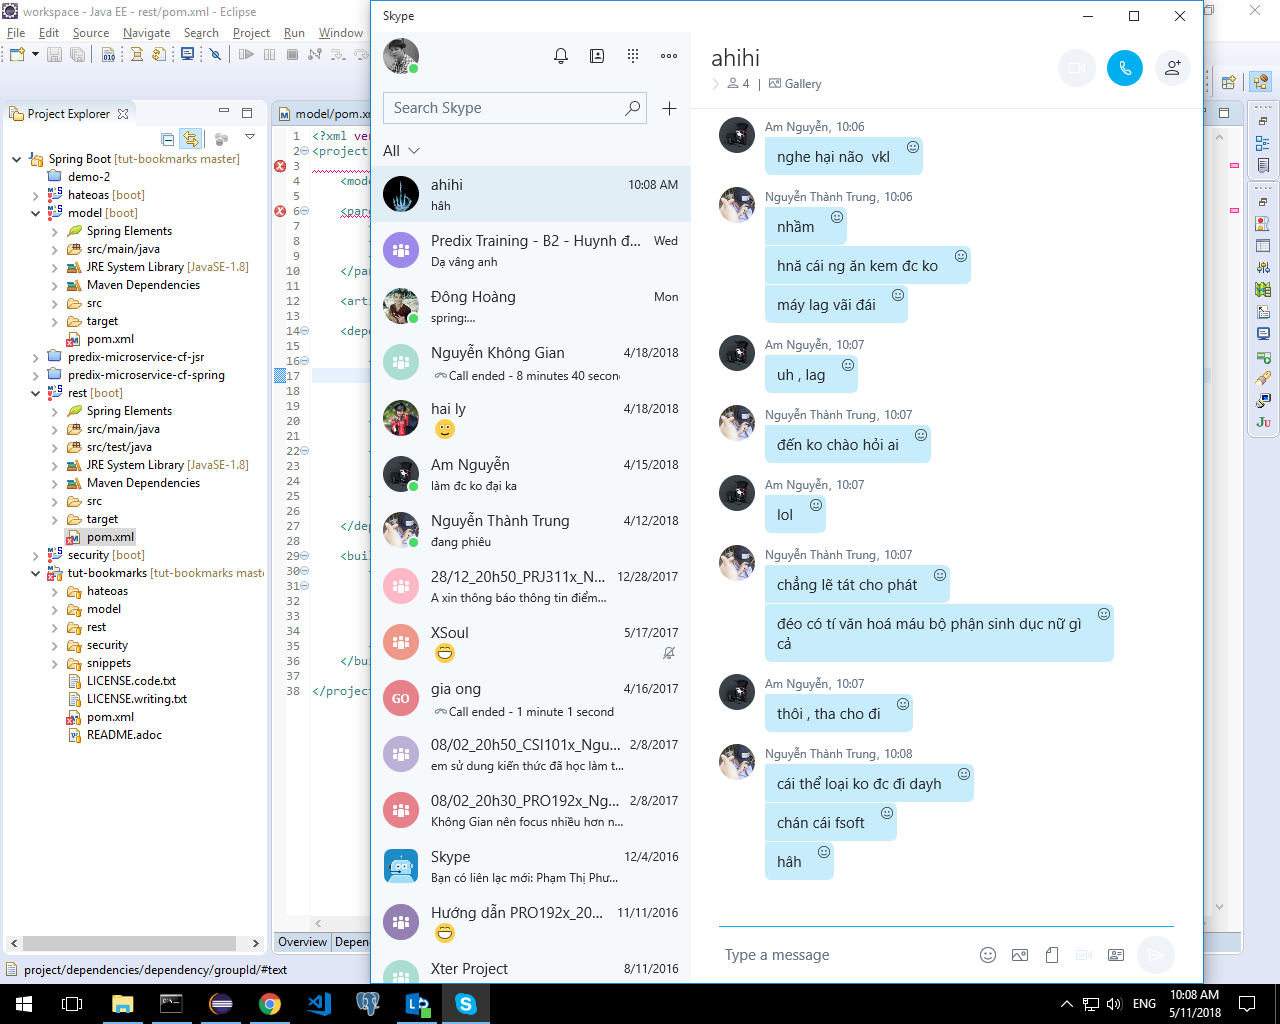 workspace - Java EE - rest/pom.xml - Eclipse
File Edit Source Navigate Search Project Run Window
Project Explorer
Spring Boot [tut-bookmarks master]
demo-2
hateoas [boot]
model [boot]
Spring Elements
src/main/java
JRE System Library [JavaSE-1.8]
Maven Dependencies
src
target
pom.xml
predix-microservice-cf-jsr
predix-microservice-cf-spring
rest [boot]
Spring Elements
src/main/java
src/test/java
JRE System Library [JavaSE-1.8]
Maven Dependencies
src
target
pom.xml
security [boot]
tut-bookmarks [tut-bookmarks maste
hateoas
model
rest
security
snippets
LICENSE.code.txt
LICENSE.writing.txt
pom.xml
README.adoc
project/dependencies/dependency/groupId/#text
model/pom.x
1 <?xml ver
2 <project
3
4 <mode
5
6 <pare
7
8
9
10 </par
11
12 <arti
13
14 <depe
15
16
17
18
19
20
21
22
23
24
25
26
27 </dep
28
29 <buil
30
31
32
33
34
35
36 </bui
37
38 </project
Overview Depen
Skype
Search Skype
All
ahihi 10:08 AM
hâh
Predix Training - B2 - Huynh đ... Wed
Dạ vâng anh
Đông Hoàng Mon
spring:...
Nguyễn Không Gian 4/18/2018
Call ended - 8 minutes 40 secon
hai ly 4/18/2018
Am Nguyễn 4/15/2018
làm đc ko đại ka
Nguyễn Thành Trung 4/12/2018
đang phiêu
28/12_20h50_PRJ311x_N... 12/28/2017
A xin thông báo thông tin điểm...
XSoul 5/17/2017
GO
gia ong 4/16/2017
Call ended - 1 minute 1 second
08/02_20h50_CSI101x_Ngu... 2/8/2017
em sử dung kiến thức đã học làm t...
08/02_20h30_PRO192x_Ng... 2/8/2017
Không Gian nên focus nhiều hơn n...
Skype 12/4/2016
Bạn có liên lạc mới: Phạm Thị Phư...
Hướng dẫn PRO192x_20... 11/11/2016
Xter Project 8/11/2016
ahihi
4 | Gallery
Am Nguyễn, 10:06
nghe hại não vkl
Nguyễn Thành Trung, 10:06
nhầm
hnă cái ng ăn kem đc ko
máy lag vãi đái
Am Nguyễn, 10:07
uh , lag
Nguyễn Thành Trung, 10:07
đến ko chào hỏi ai
Am Nguyễn, 10:07
lol
Nguyễn Thành Trung, 10:07
chẳng lẽ tát cho phát
đéo có tí văn hoá máu bộ phận sinh dục nữ gì
cả
Am Nguyễn, 10:07
thôi , tha cho đi
Nguyễn Thành Trung, 10:08
cái thể loại ko đc đi dayh
chán cái fsoft
hâh
Type a message
ENG
10:08 AM
5/11/2018